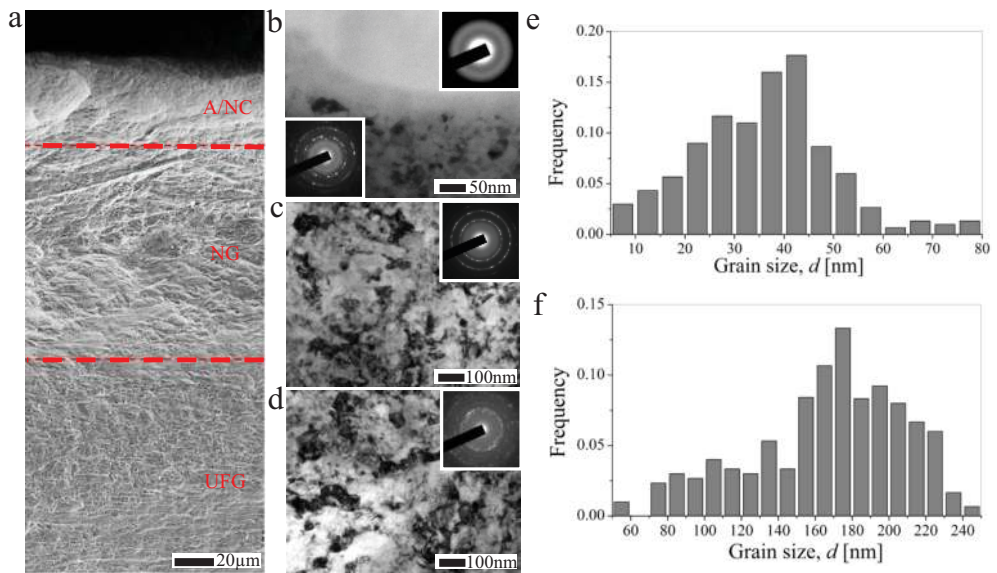 a
A/NC
NG
UFG
20μm
b
50nm
c
100nm
d
100nm
e
Frequency
0.20
0.15
0.10
0.05
0.00
20 30 40 50 60 70 80
Grain size, d [nm]
f
Frequency
0.15
0.10
0.05
0.00
60 80 100 120 140 160 180 200 220 240
Grain size, d [nm]